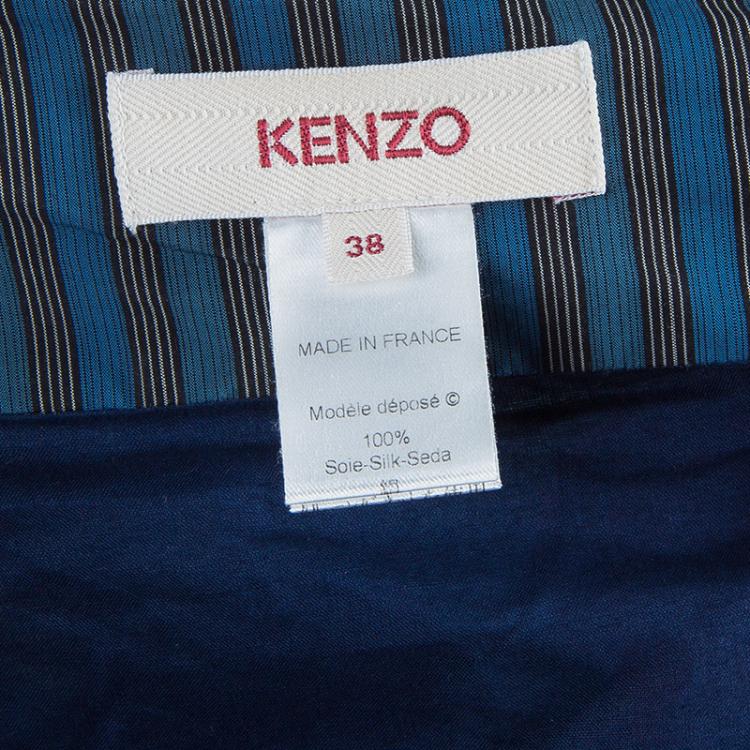 KENZO
38
MADE IN FRANCE
Modèle déposé ©
100%
Soie-Silk-Seda